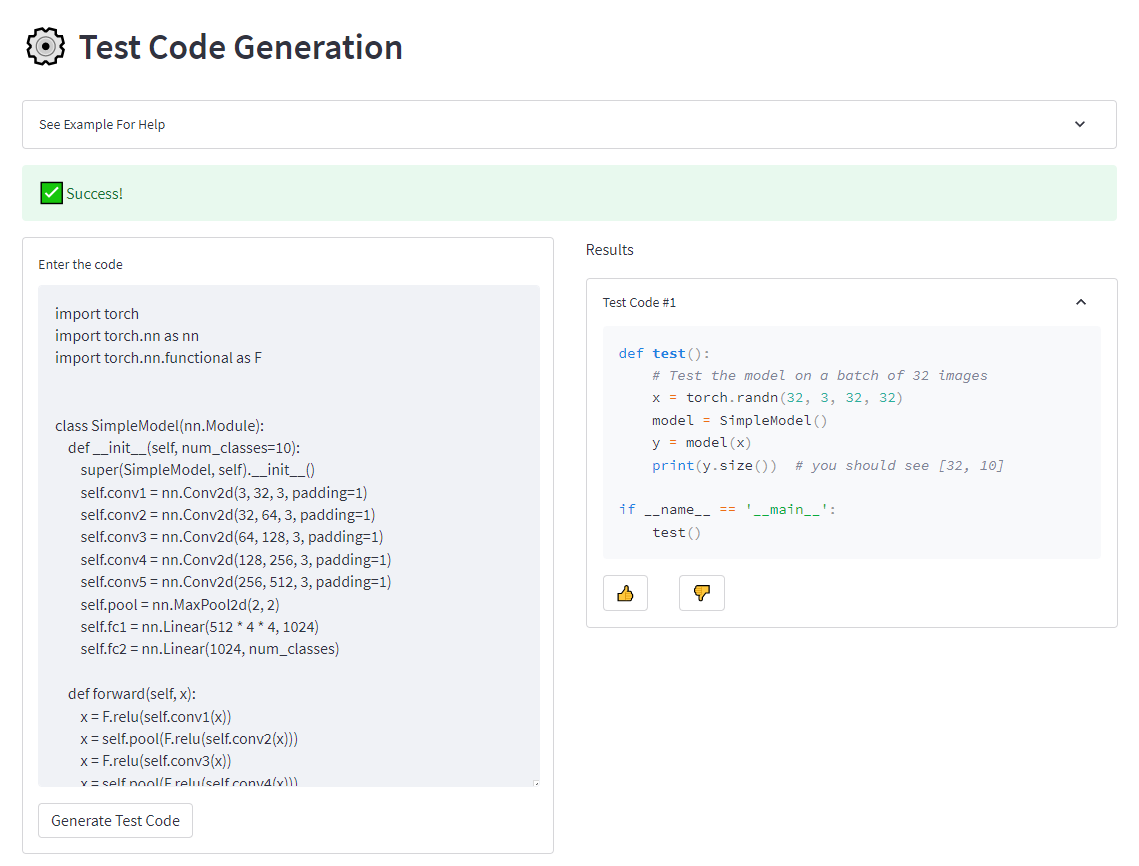 Test Code Generation
See Example For Help
Success!
Enter the code
import torch
import torch.nn as nn
import torch.nn.functional as F
class SimpleModel(nn.Module):
    def __init__(self, num_classes=10):
        super(SimpleModel, self).__init__()
        self.conv1 = nn.Conv2d(3, 32, 3, padding=1)
        self.conv2 = nn.Conv2d(32, 64, 3, padding=1)
        self.conv3 = nn.Conv2d(64, 128, 3, padding=1)
        self.conv4 = nn.Conv2d(128, 256, 3, padding=1)
        self.conv5 = nn.Conv2d(256, 512, 3, padding=1)
        self.pool = nn.MaxPool2d(2, 2)
        self.fc1 = nn.Linear(512 * 4 * 4, 1024)
        self.fc2 = nn.Linear(1024, num_classes)
    def forward(self, x):
        x = F.relu(self.conv1(x))
        x = self.pool(F.relu(self.conv2(x)))
        x = F.relu(self.conv3(x))
        x = self.pool(F.relu(self.conv4(x)))
Generate Test Code
Results
Test Code #1
def test():
    # Test the model on a batch of 32 images
    x = torch.randn(32, 3, 32, 32)
    model = SimpleModel()
    y = model(x)
    print(y.size())  # you should see [32, 10]
if __name__ == '__main__':
    test()